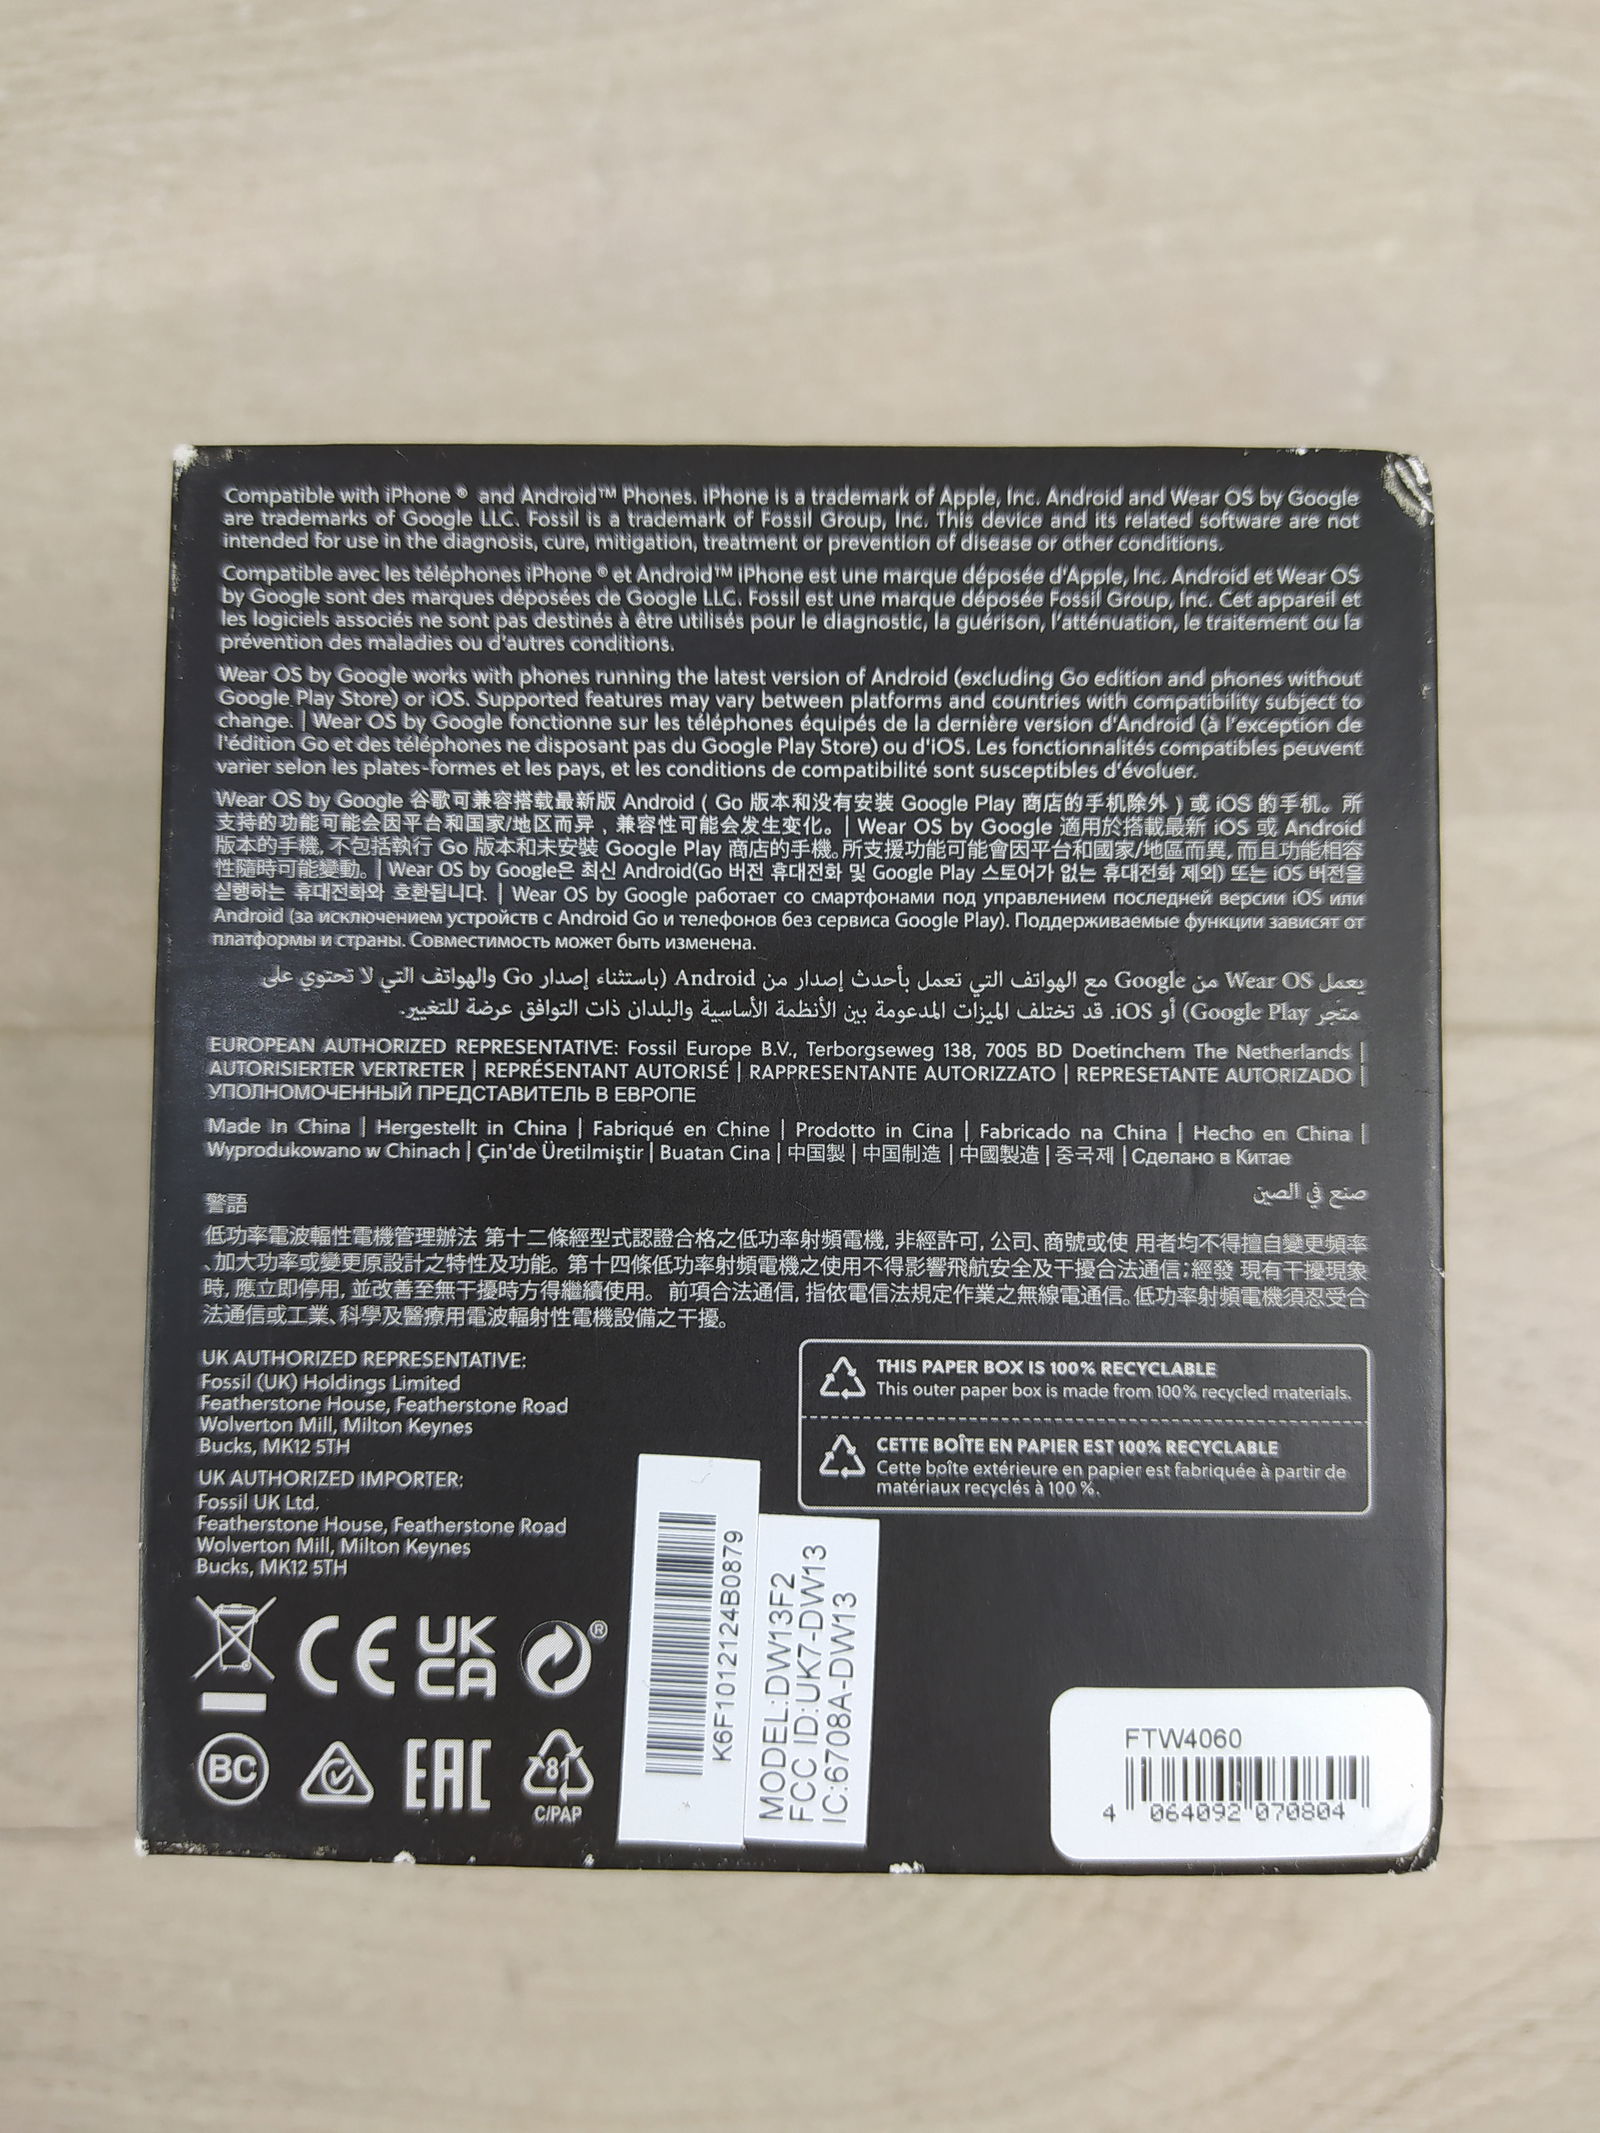 Compatible with iPhone ® and Android™ Phones. iPhone is a trademark of Apple, Inc. Android and Wear OS by Google
are trademarks of Google LLC. Fossil is a trademark of Fossil Group, Inc. This device and its related software are not
intended for use in the diagnosis, cure, mitigation, treatment or prevention of disease or other conditions.
Compatible avec les téléphones iPhone ® et Android™ iPhone est une marque déposée d'Apple, Inc. Android et Wear OS
by Google sont des marques déposées de Google LLC. Fossil est une marque déposée Fossil Group, Inc. Cet appareil et
les logiciels associés ne sont pas destinés à être utilisés pour le diagnostic, la guérison, l'atténuation, le traitement ou la
prévention des maladies ou d'autres conditions.
Wear OS by Google works with phones running the latest version of Android (excluding Go edition and phones without
Google Play Store) or iOS. Supported features may vary between platforms and countries with compatibility subject to
change. | Wear OS by Google fonctionne sur les téléphones équipés de la dernière version d'Android (à l'exception de
l'édition Go et des téléphones ne disposant pas du Google Play Store) ou d'iOS. Les fonctionnalités compatibles peuvent
varier selon les plates-formes et les pays, et les conditions de compatibilité sont susceptibles d'évoluer.
Wear OS by Google 谷歌可兼容搭载最新版 Android ( Go 版本和没有安装 Google Play 商店的手机除外 ) 或 iOS 的手机。所
支持的功能可能会因平台和国家/地区而异，兼容性可能会发生变化。| Wear OS by Google 適用於搭載最新 iOS 或 Android
版本的手機, 不包括執行 Go 版本和未安裝 Google Play 商店的手機。所支援功能可能會因平台和國家/地區而異, 而且功能相容
性隨時可能變動。| Wear OS by Google은 최신 Android(Go 버전 휴대전화 및 Google Play 스토어가 없는 휴대전화 제외) 또는 iOS 버전을
실행하는 휴대전화와 호환됩니다. | Wear OS by Google работает со смартфонами под управлением последней версии iOS или
Android (за исключением устройств с Android Go и телефонов без сервиса Google Play). Поддерживаемые функции зависят от
платформы и страны. Совместимость может быть изменена.
يعمل Wear OS من Google مع الهواتف التي تعمل بأحدث إصدار من Android (باستثناء إصدار Go والهواتف التي لا تحتوي على
متجر Google Play) أو iOS. قد تختلف الميزات المدعومة بين الأنظمة الأساسية والبلدان ذات التوافق عرضة للتغيير.
EUROPEAN AUTHORIZED REPRESENTATIVE: Fossil Europe B.V., Terborgseweg 138, 7005 BD Doetinchem The Netherlands |
AUTORISIERTER VERTRETER | REPRÉSENTANT AUTORISÉ | RAPPRESENTANTE AUTORIZZATO | REPRESETANTE AUTORIZADO |
УПОЛНОМОЧЕННЫЙ ПРЕДСТАВИТЕЛЬ В ЕВРОПЕ
Made In China | Hergestellt in China | Fabriqué en Chine | Prodotto in Cina | Fabricado na China | Hecho en China |
Wyprodukowano w Chinach | Çin'de Üretilmiştir | Buatan Cina | 中国製 | 中国制造 | 中國製造 | 중국제 | Сделано в Китае
صنع في الصين
警語
低功率電波輻性電機管理辦法 第十二條經型式認證合格之低功率射頻電機, 非經許可, 公司、商號或使 用者均不得擅自變更頻率
、加大功率或變更原設計之特性及功能。第十四條低功率射頻電機之使用不得影響飛航安全及干擾合法通信；經發 現有干擾現象
時, 應立即停用, 並改善至無干擾時方得繼續使用。 前項合法通信, 指依電信法規定作業之無線電通信。低功率射頻電機須忍受合
法通信或工業、科學及醫療用電波輻射性電機設備之干擾。
UK AUTHORIZED REPRESENTATIVE:
Fossil (UK) Holdings Limited
Featherstone House, Featherstone Road
Wolverton Mill, Milton Keynes
Bucks, MK12 5TH
UK AUTHORIZED IMPORTER:
Fossil UK Ltd.
Featherstone House, Featherstone Road
Wolverton Mill, Milton Keynes
Bucks, MK12 5TH
THIS PAPER BOX IS 100% RECYCLABLE
This outer paper box is made from 100% recycled materials.
CETTE BOÎTE EN PAPIER EST 100% RECYCLABLE
Cette boîte extérieure en papier est fabriquée à partir de
matériaux recyclés à 100 %.
CE UK
CA ®
BC EAC 81
C/PAP
K6F1012124B0879
MODEL:DW13F2
FCC ID:UK7-DW13
IC:6708A-DW13
FTW4060
4 064092 070804